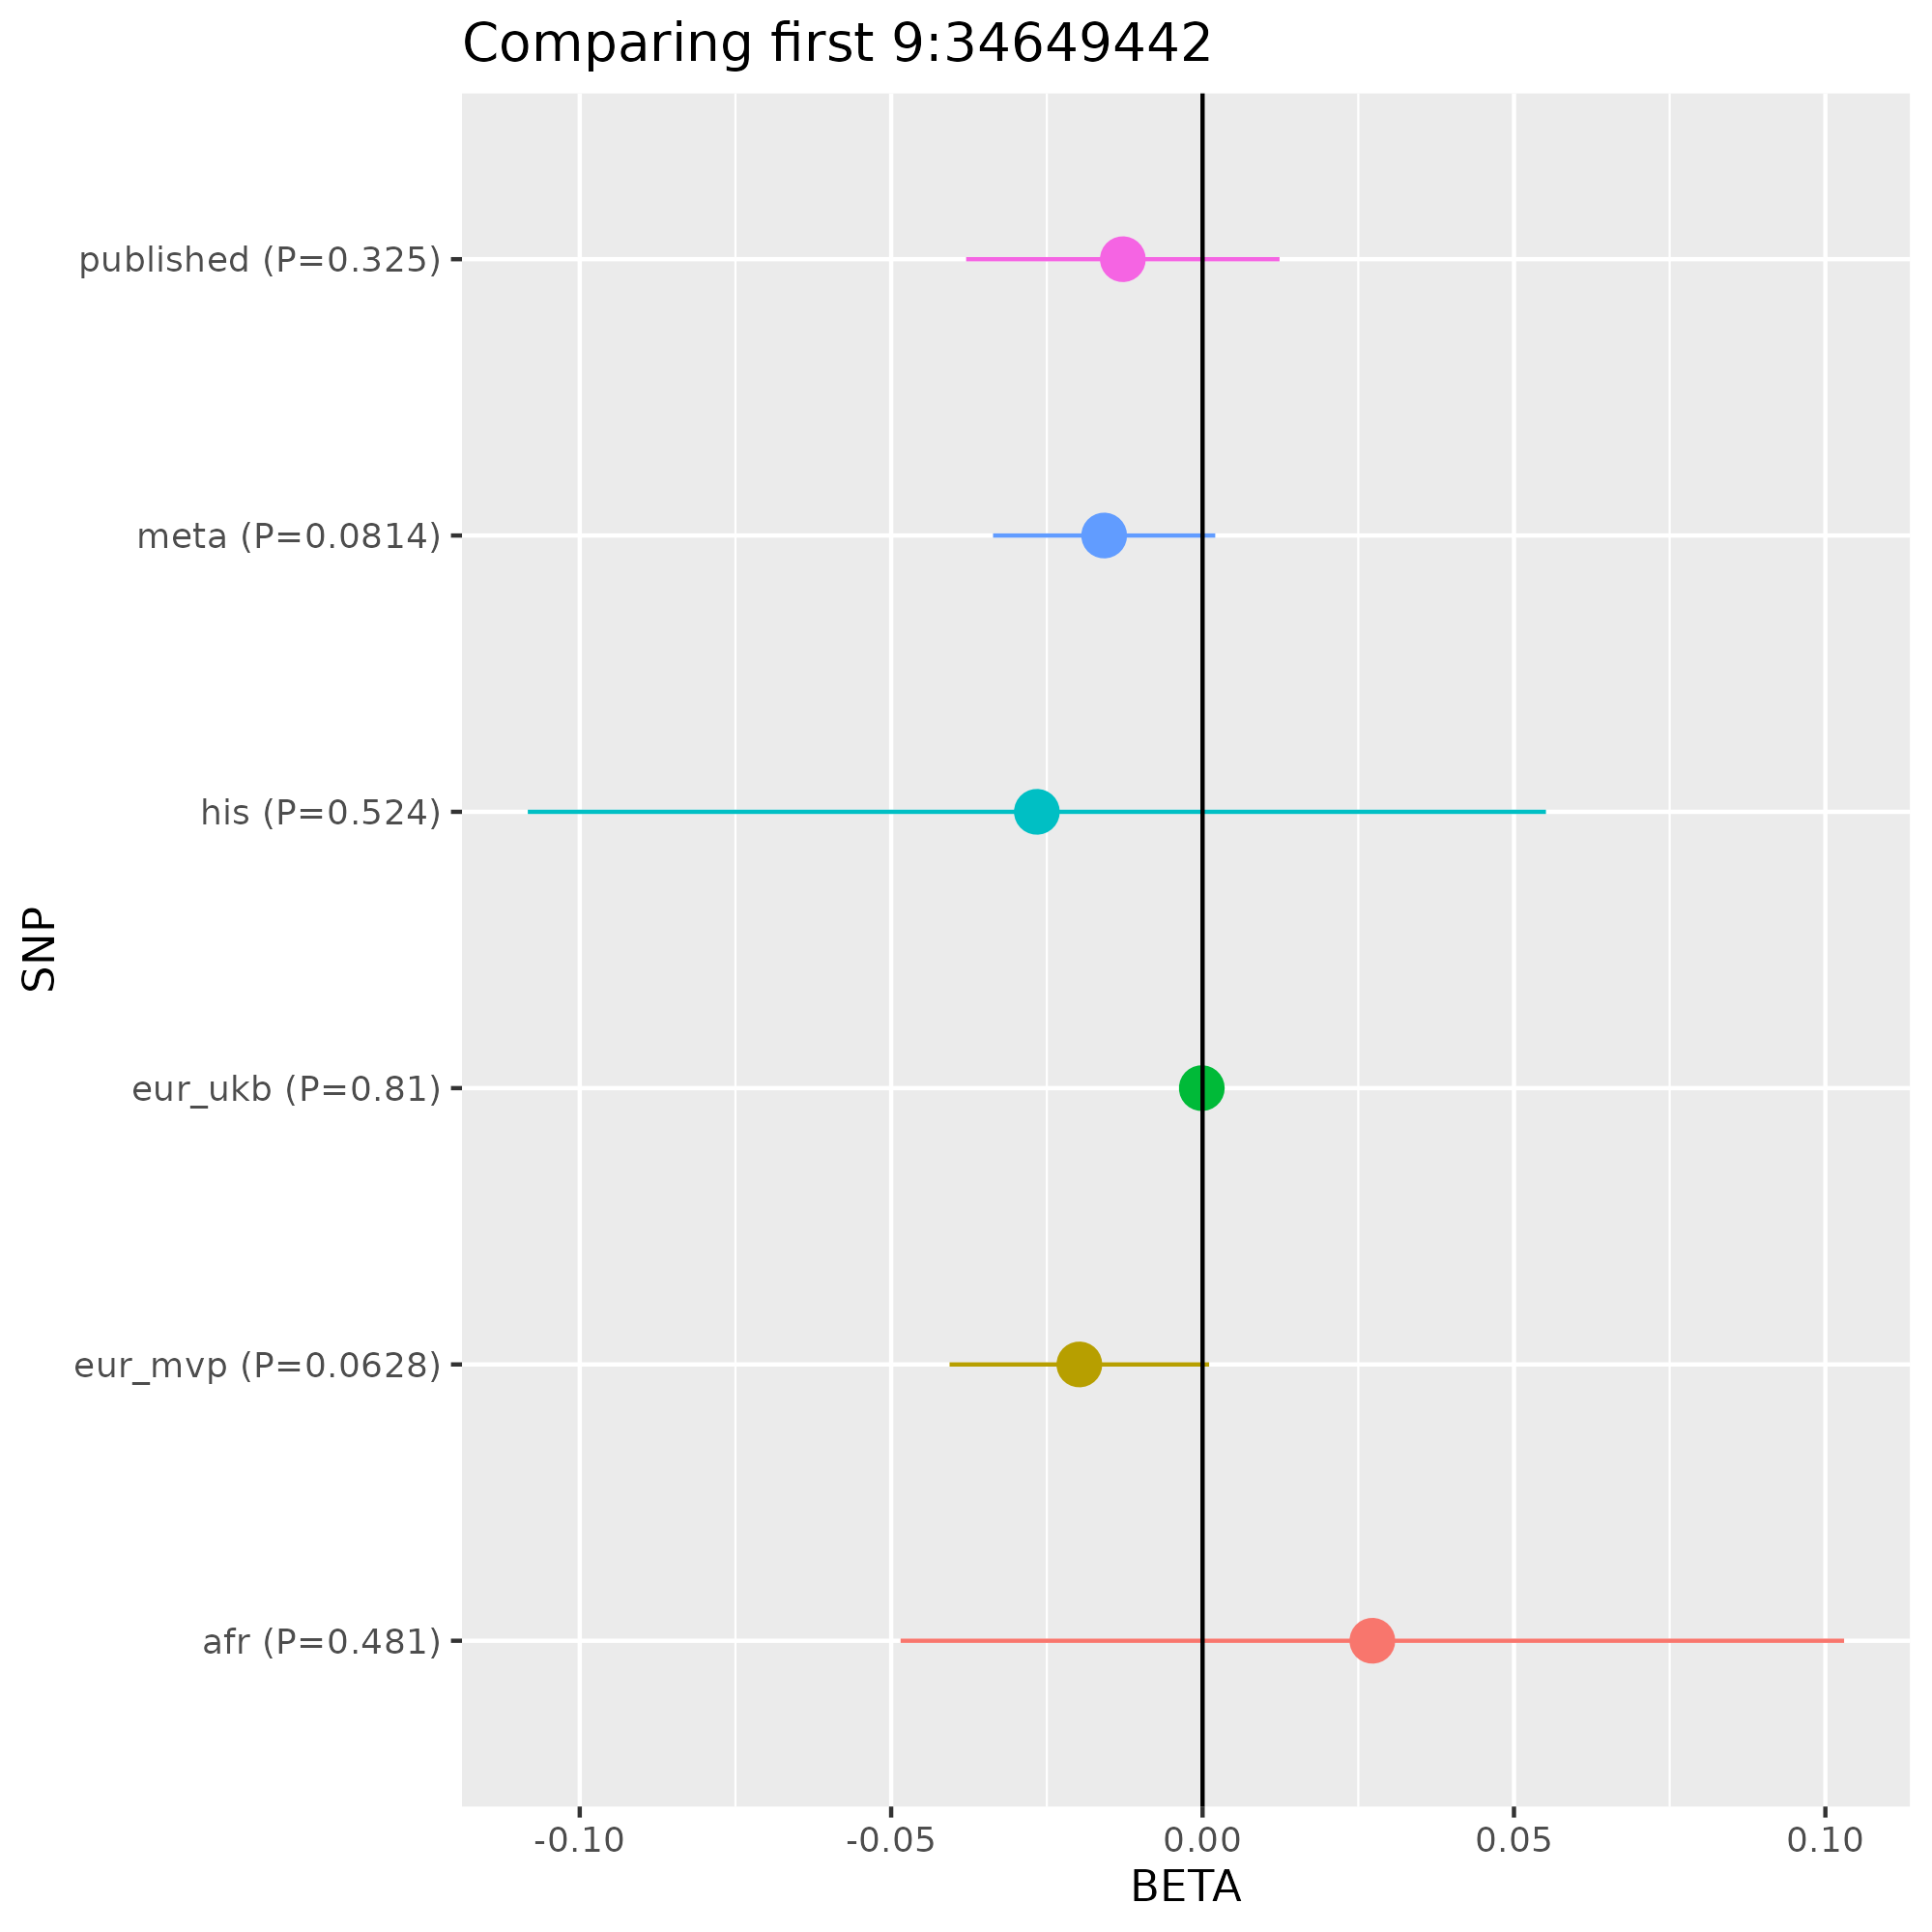 Comparing first 9:34649442
published (P=0.325)
meta (P=0.0814)
his (P=0.524)
eur_ukb (P=0.81)
eur_mvp (P=0.0628)
afr (P=0.481)
SNP
-0.10
-0.05
0.00
0.05
0.10
BETA